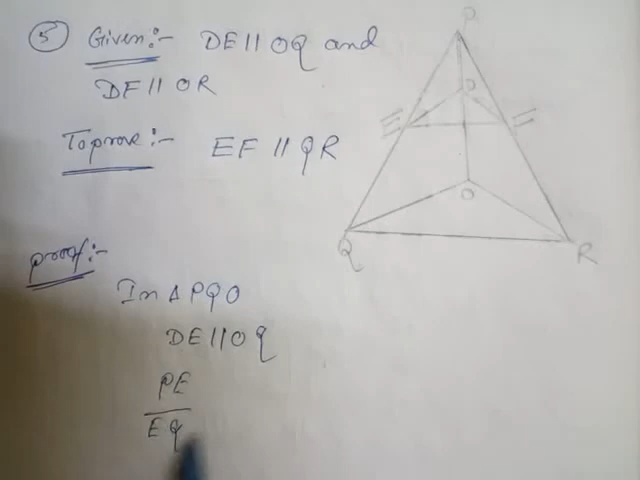 5 Given:- DE || OQ and
DF || OR
To prove:- EF || QR
P
D
E F
O
Q R
proof:-
In Δ PQO
DE || OQ
PE
EQ